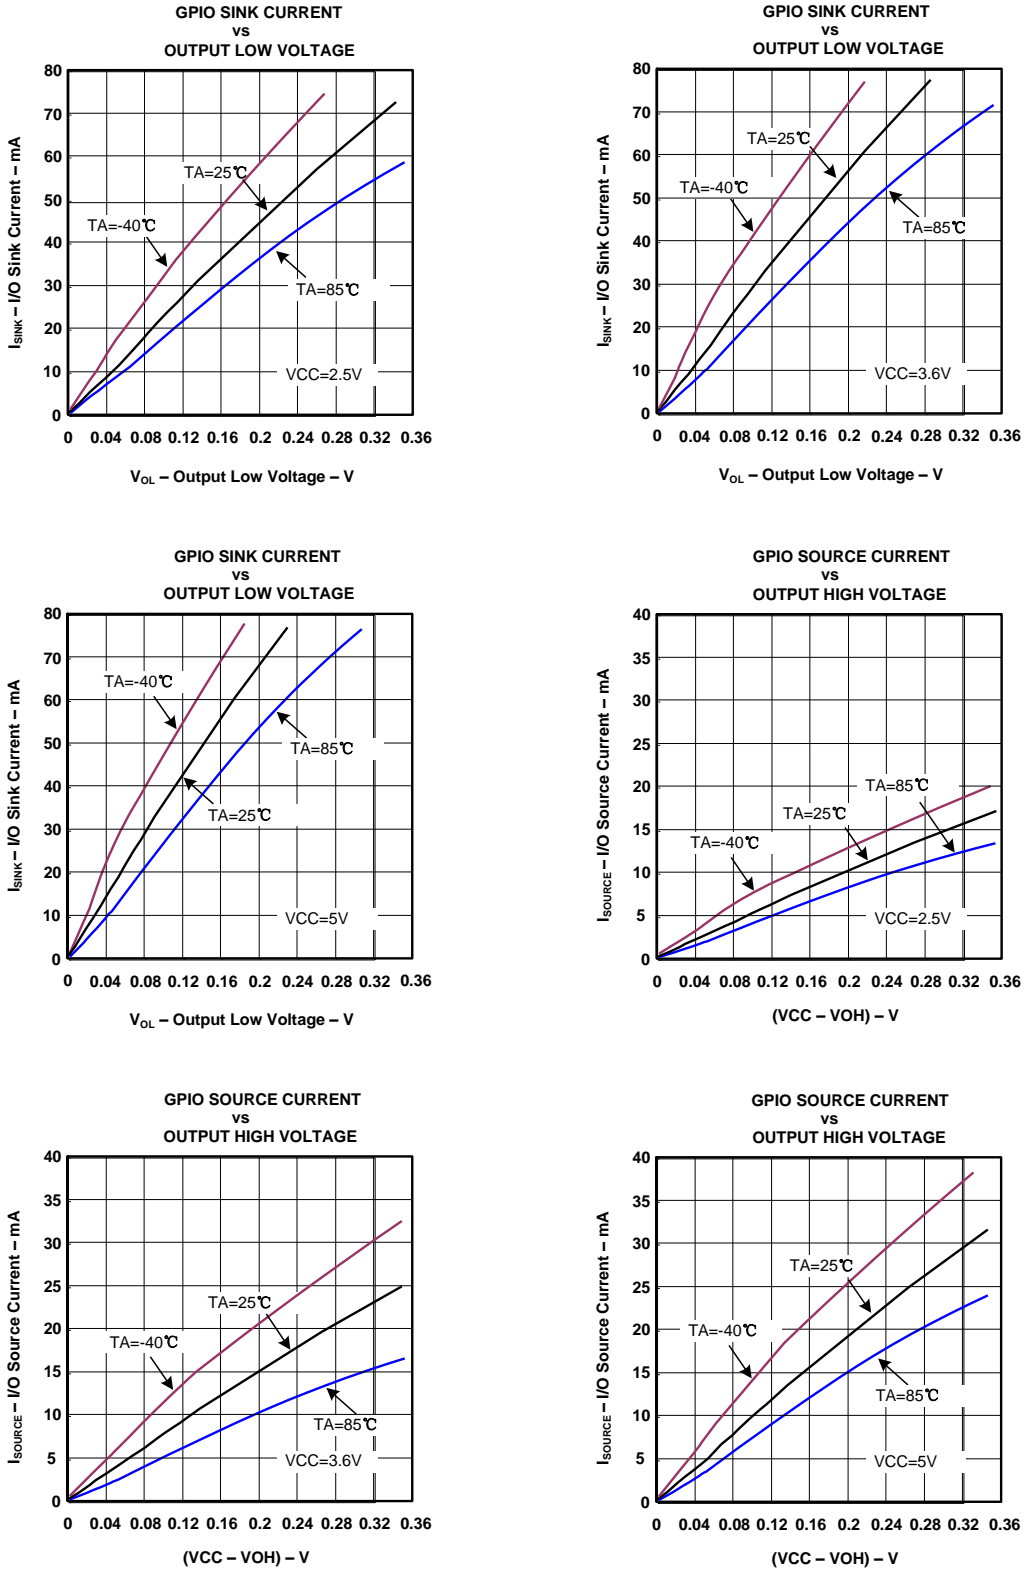 GPIO SINK CURRENT
vs
OUTPUT LOW VOLTAGE
I_SINK – I/O Sink Current – mA
80
70
60
50
40
30
20
10
0
TA=25℃
TA=-40℃
TA=85℃
VCC=2.5V
0 0.04 0.08 0.12 0.16 0.2 0.24 0.28 0.32 0.36
V_OL – Output Low Voltage – V
GPIO SINK CURRENT
vs
OUTPUT LOW VOLTAGE
I_SINK – I/O Sink Current – mA
80
70
60
50
40
30
20
10
0
TA=25℃
TA=-40℃
TA=85℃
VCC=3.6V
0 0.04 0.08 0.12 0.16 0.2 0.24 0.28 0.32 0.36
V_OL – Output Low Voltage – V
GPIO SINK CURRENT
vs
OUTPUT LOW VOLTAGE
I_SINK – I/O Sink Current – mA
80
70
60
50
40
30
20
10
0
TA=-40℃
TA=85℃
TA=25℃
VCC=5V
0 0.04 0.08 0.12 0.16 0.2 0.24 0.28 0.32 0.36
V_OL – Output Low Voltage – V
GPIO SOURCE CURRENT
vs
OUTPUT HIGH VOLTAGE
I_SOURCE – I/O Source Current – mA
40
35
30
25
20
15
10
5
0
TA=85℃
TA=25℃
TA=-40℃
VCC=2.5V
0 0.04 0.08 0.12 0.16 0.2 0.24 0.28 0.32 0.36
(VCC – VOH) – V
GPIO SOURCE CURRENT
vs
OUTPUT HIGH VOLTAGE
I_SOURCE – I/O Source Current – mA
40
35
30
25
20
15
10
5
0
TA=25℃
TA=-40℃
TA=85℃
VCC=3.6V
0 0.04 0.08 0.12 0.16 0.2 0.24 0.28 0.32 0.36
(VCC – VOH) – V
GPIO SOURCE CURRENT
vs
OUTPUT HIGH VOLTAGE
I_SOURCE – I/O Source Current – mA
40
35
30
25
20
15
10
5
0
TA=25℃
TA=-40℃
TA=85℃
VCC=5V
0 0.04 0.08 0.12 0.16 0.2 0.24 0.28 0.32 0.36
(VCC – VOH) – V